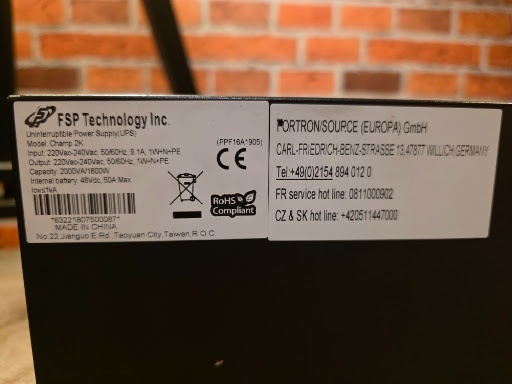 FSP Technology Inc.
Uninterruptible Power Supply(UPS)
Model: Champ 2K
(PPF16A1905)
Input: 220Vac-240Vac, 50/60Hz, 9.1A, 1W+N+PE
Output: 220Vac-240Vac, 50/60Hz, 1W+N+PE
Capacity: 2000VA/1800W
Internal battery: 48Vdc, 50A Max
Iows1kA
CE
RoHS
Compliant
*83221807500087*
MADE IN CHINA
No.22,Jianguo E.Rd.,Taoyuan City,Taiwan,R.O.C.
FORTRON/SOURCE (EUROPA) GmbH
CARL-FRIEDRICH-BENZ-STRASSE 13,47877 WILLICH,GERMANY
Tel:+49(0)2154 894 012 0
FR service hot line: 0811000902
CZ & SK hot line: +420511447000